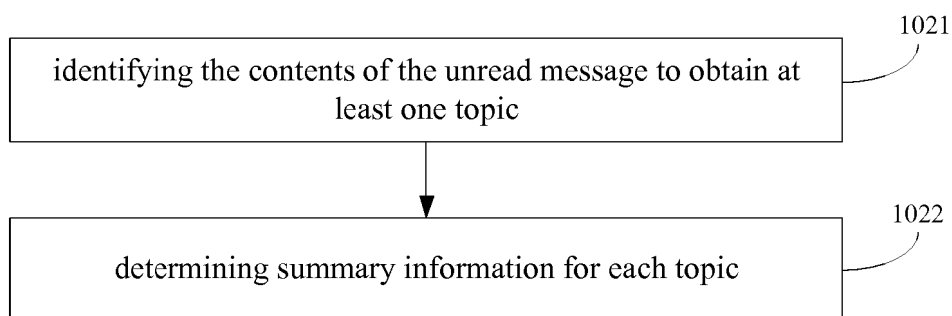 1021
identifying the contents of the unread message to obtain at
least one topic
1022
determining summary information for each topic